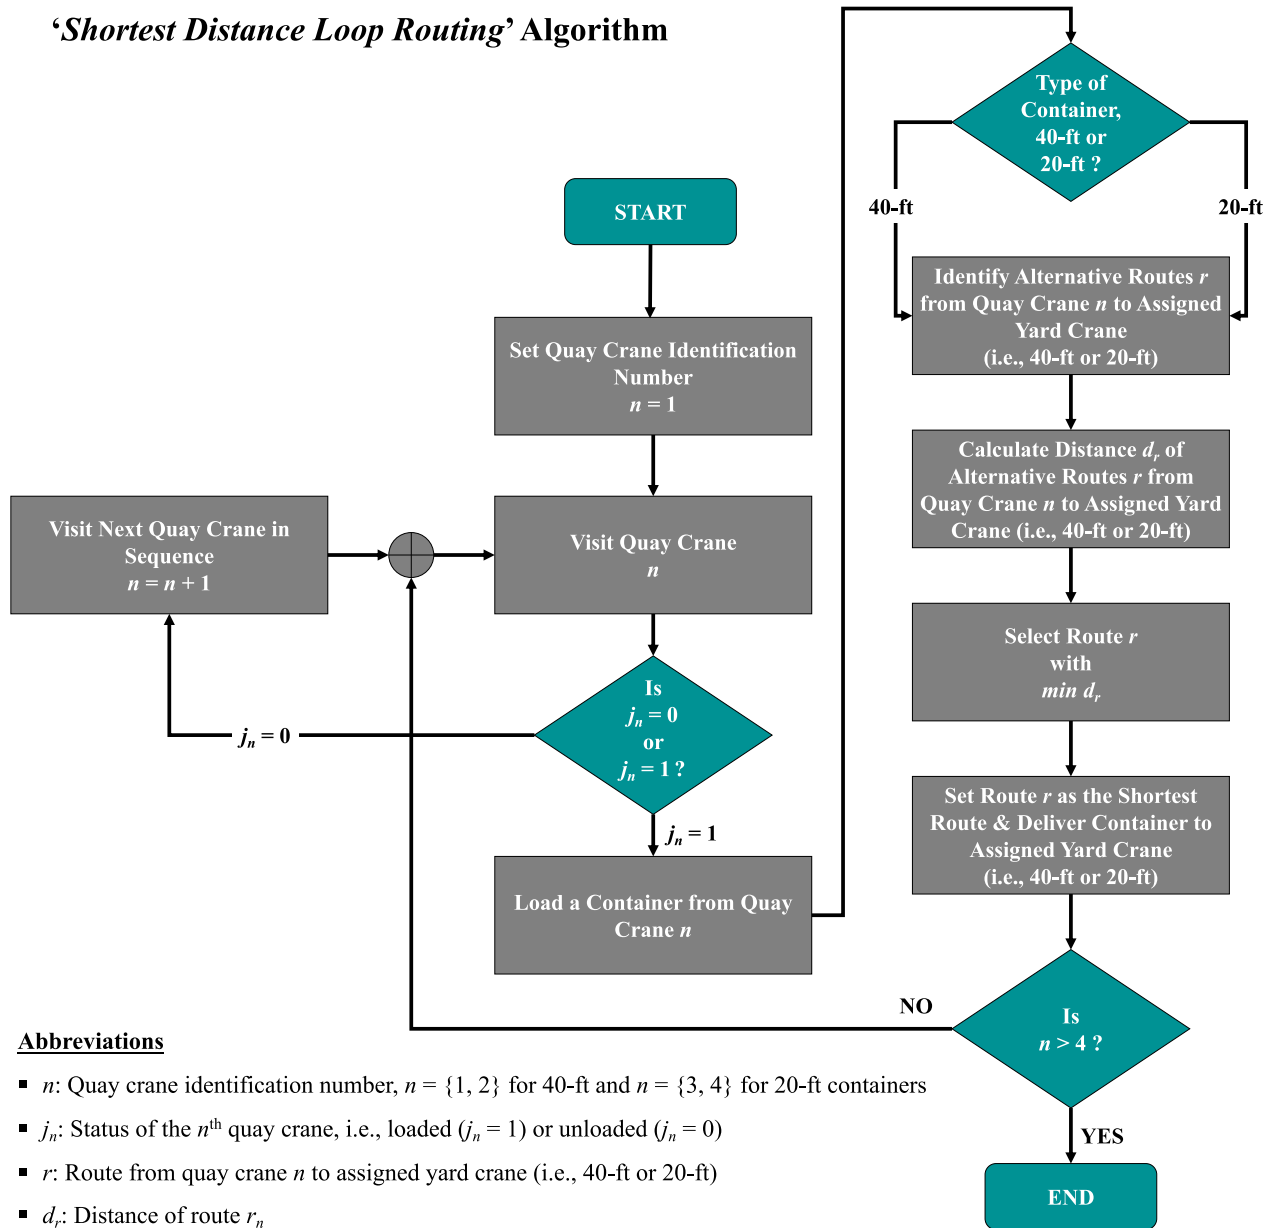 ‘Shortest Distance Loop Routing’ Algorithm
START
Set Quay Crane Identification
Number
n = 1
Visit Next Quay Crane in
Sequence
n = n + 1
Visit Quay Crane
n
Is
jn = 0
or
jn = 1 ?
jn = 0
jn = 1
Load a Container from Quay
Crane n
Type of
Container,
40-ft or
20-ft ?
40-ft
20-ft
Identify Alternative Routes r
from Quay Crane n to Assigned
Yard Crane
(i.e., 40-ft or 20-ft)
Calculate Distance dr of
Alternative Routes r from
Quay Crane n to Assigned Yard
Crane (i.e., 40-ft or 20-ft)
Select Route r
with
min dr
Set Route r as the Shortest
Route & Deliver Container to
Assigned Yard Crane
(i.e., 40-ft or 20-ft)
Is
n > 4 ?
NO
YES
END
Abbreviations
▪ n: Quay crane identification number, n = {1, 2} for 40-ft and n = {3, 4} for 20-ft containers
▪ jn: Status of the nth quay crane, i.e., loaded (jn = 1) or unloaded (jn = 0)
▪ r: Route from quay crane n to assigned yard crane (i.e., 40-ft or 20-ft)
▪ dr: Distance of route rn